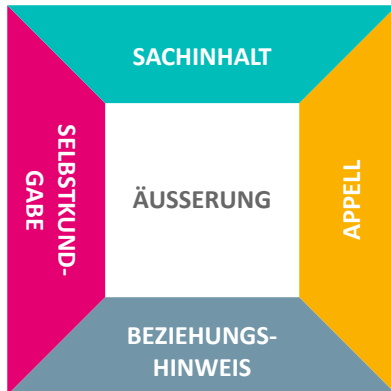 SACHINHALT
SELBSTKUND-
GABE
ÄUSSERUNG
APPELL
BEZIEHUNGS-
HINWEIS